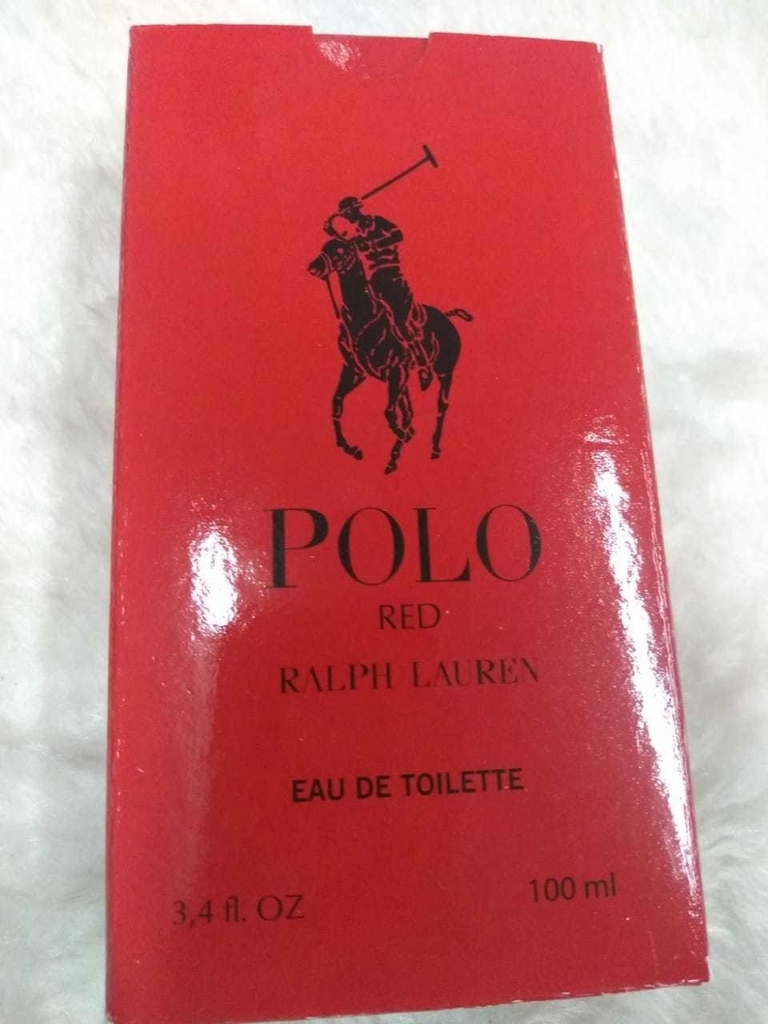 POLO
RED
RALPH LAUREN
EAU DE TOILETTE
3,4 fl. OZ
100 ml